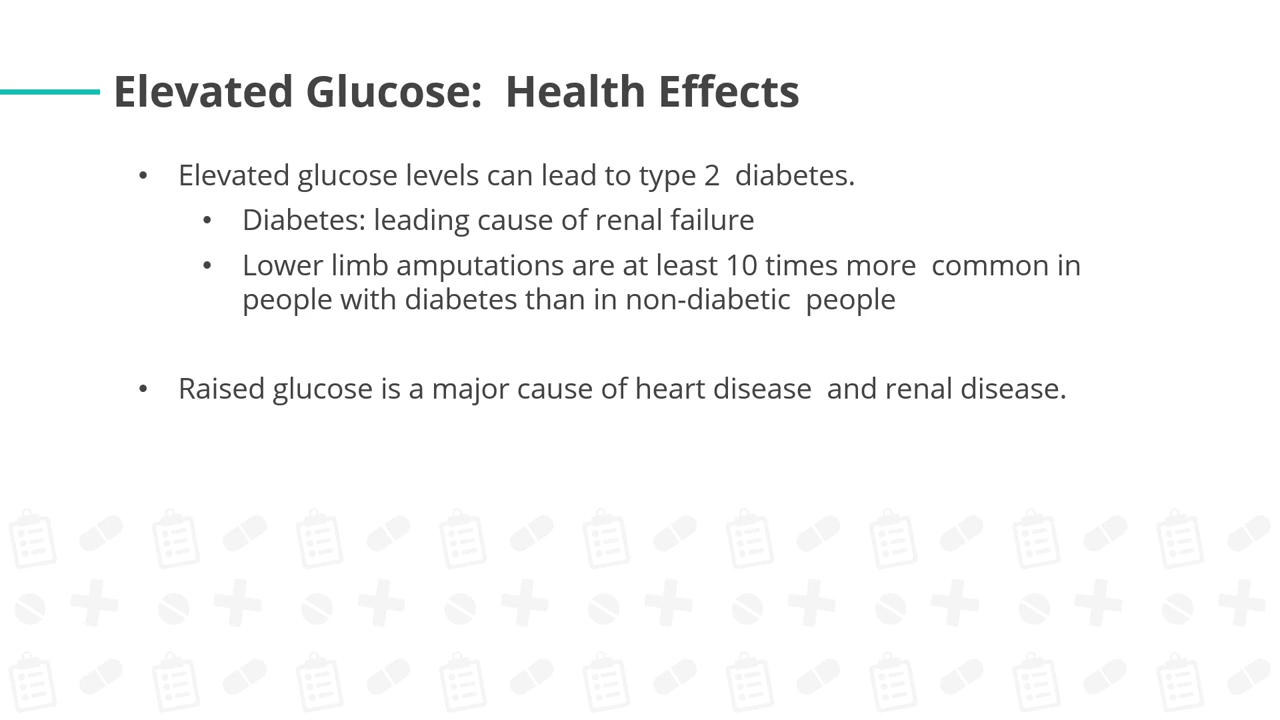 Elevated Glucose:  Health Effects
• Elevated glucose levels can lead to type 2  diabetes.
• Diabetes: leading cause of renal failure
• Lower limb amputations are at least 10 times more  common in
people with diabetes than in non-diabetic  people
• Raised glucose is a major cause of heart disease  and renal disease.